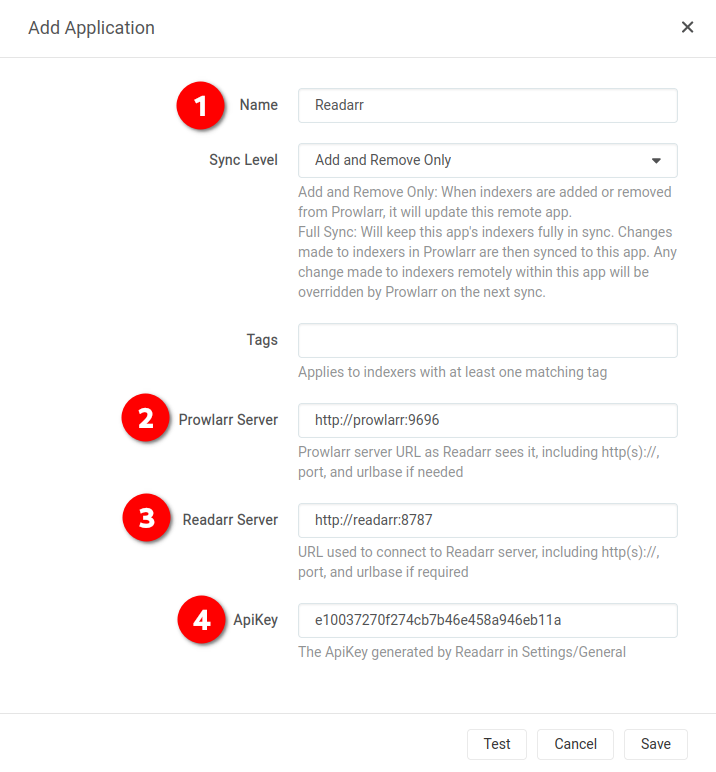 Add Application
1 Name Readarr
Sync Level Add and Remove Only
Add and Remove Only: When indexers are added or removed
from Prowlarr, it will update this remote app.
Full Sync: Will keep this app's indexers fully in sync. Changes
made to indexers in Prowlarr are then synced to this app. Any
change made to indexers remotely within this app will be
overridden by Prowlarr on the next sync.
Tags
Applies to indexers with at least one matching tag
2 Prowlarr Server http://prowlarr:9696
Prowlarr server URL as Readarr sees it, including http(s)://,
port, and urlbase if needed
3 Readarr Server http://readarr:8787
URL used to connect to Readarr server, including http(s)://,
port, and urlbase if required
4 ApiKey e10037270f274cb7b46e458a946eb11a
The ApiKey generated by Readarr in Settings/General
Test Cancel Save